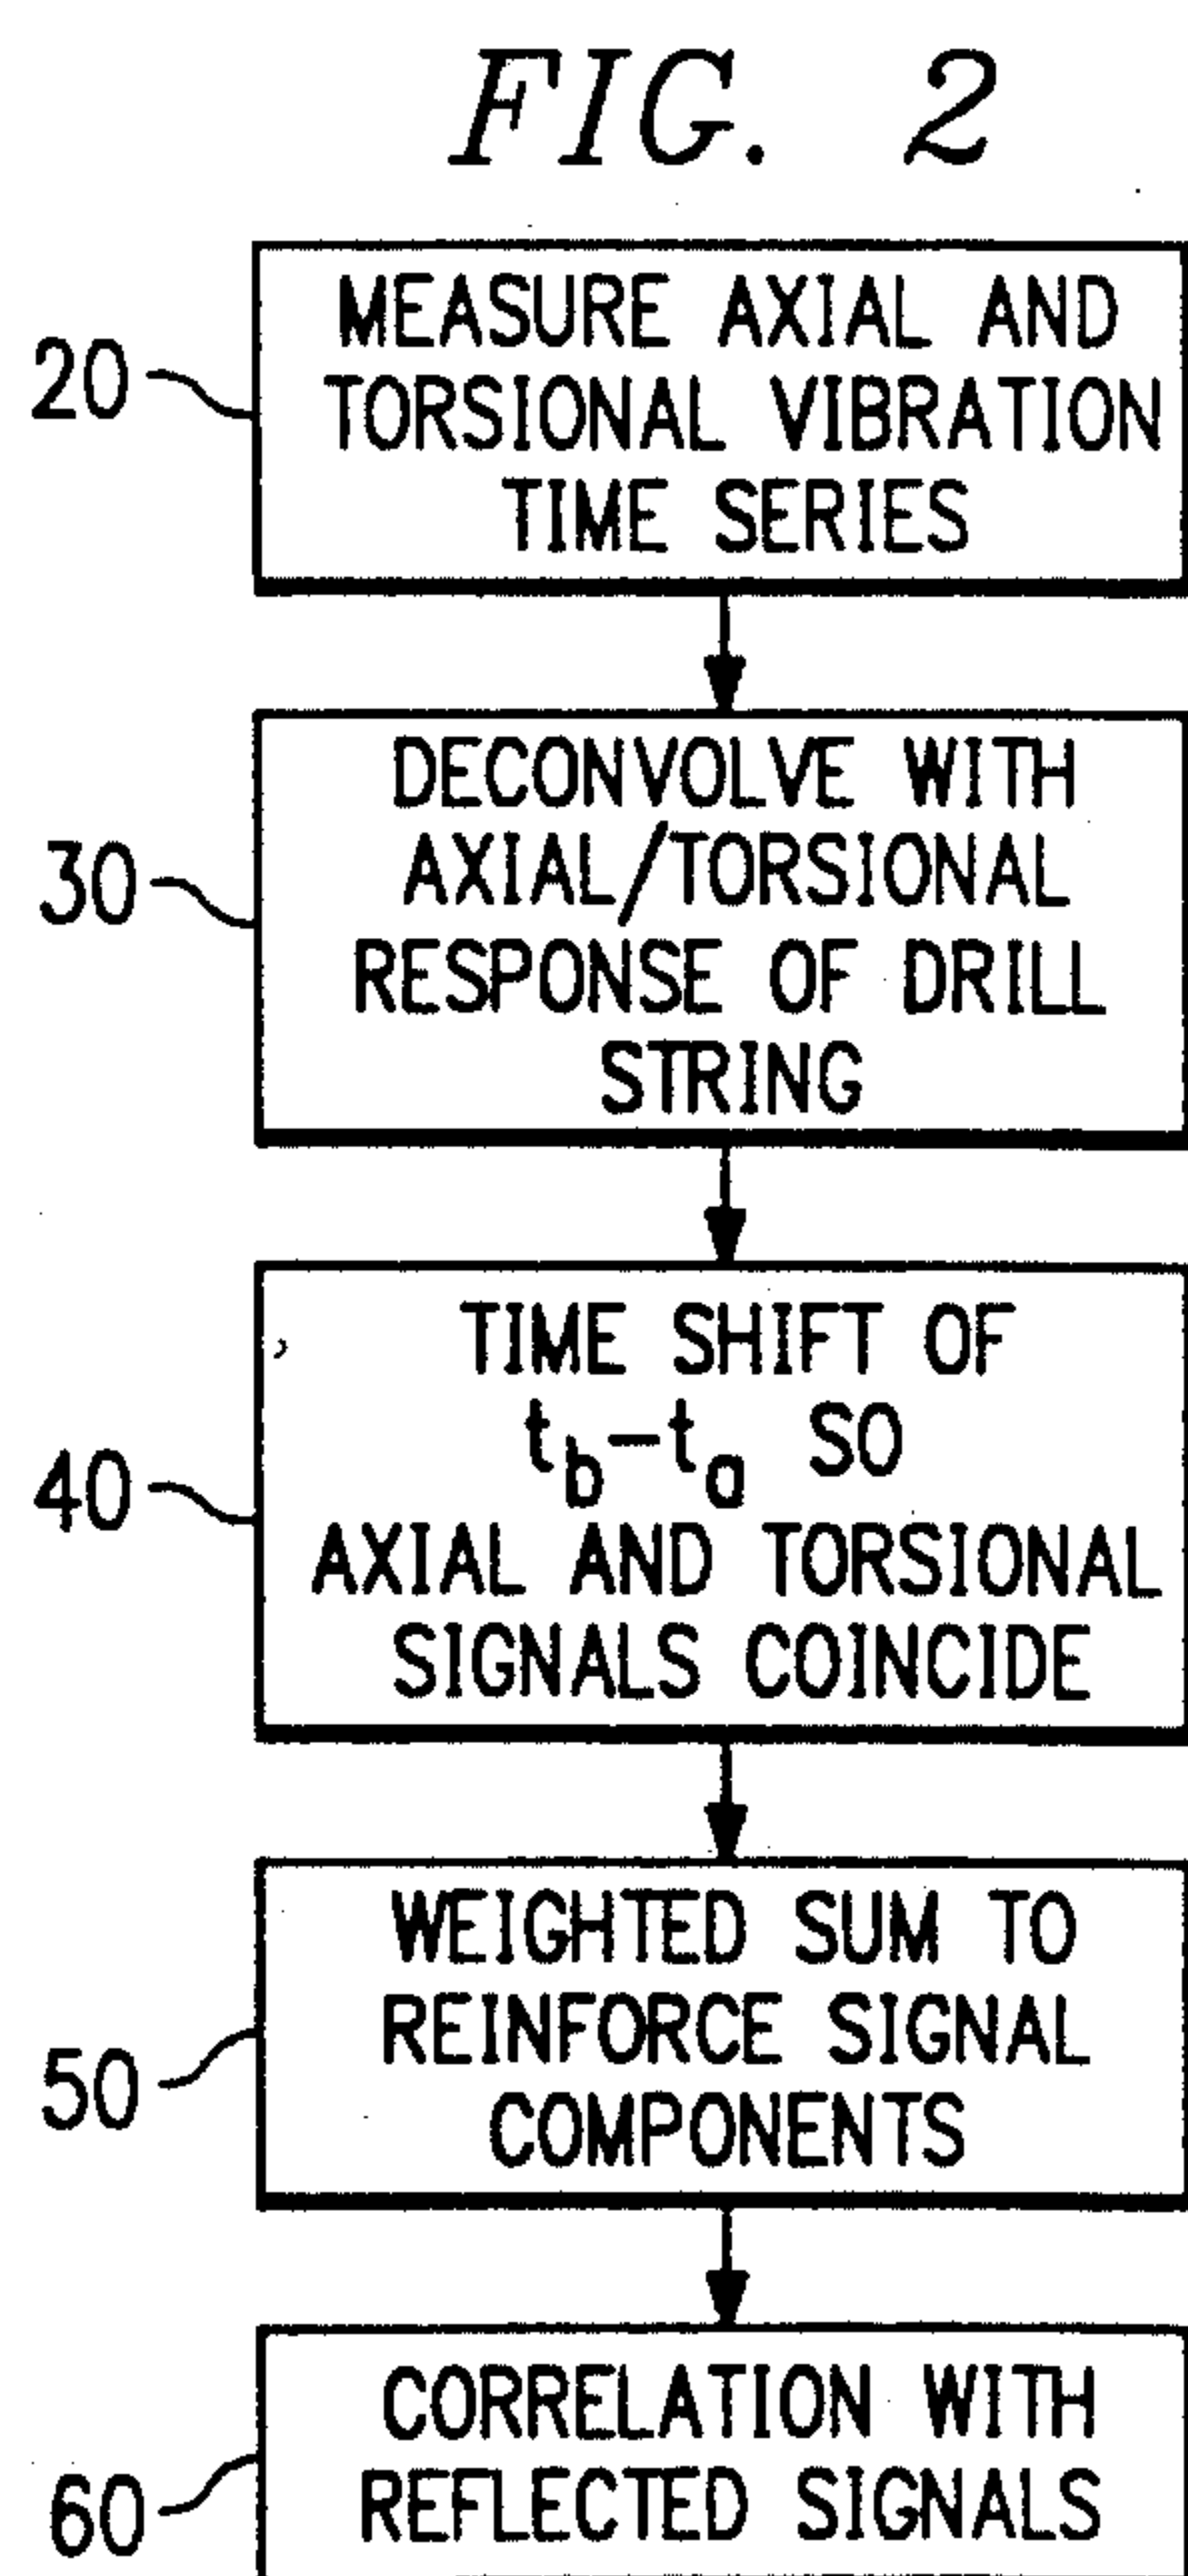 FIG. 2
20
MEASURE AXIAL AND
TORSIONAL VIBRATION
TIME SERIES
30
DECONVOLVE WITH
AXIAL/TORSIONAL
RESPONSE OF DRILL
STRING
40
TIME SHIFT OF
t_b-t_a SO
AXIAL AND TORSIONAL
SIGNALS COINCIDE
50
WEIGHTED SUM TO
REINFORCE SIGNAL
COMPONENTS
60
CORRELATION WITH
REFLECTED SIGNALS